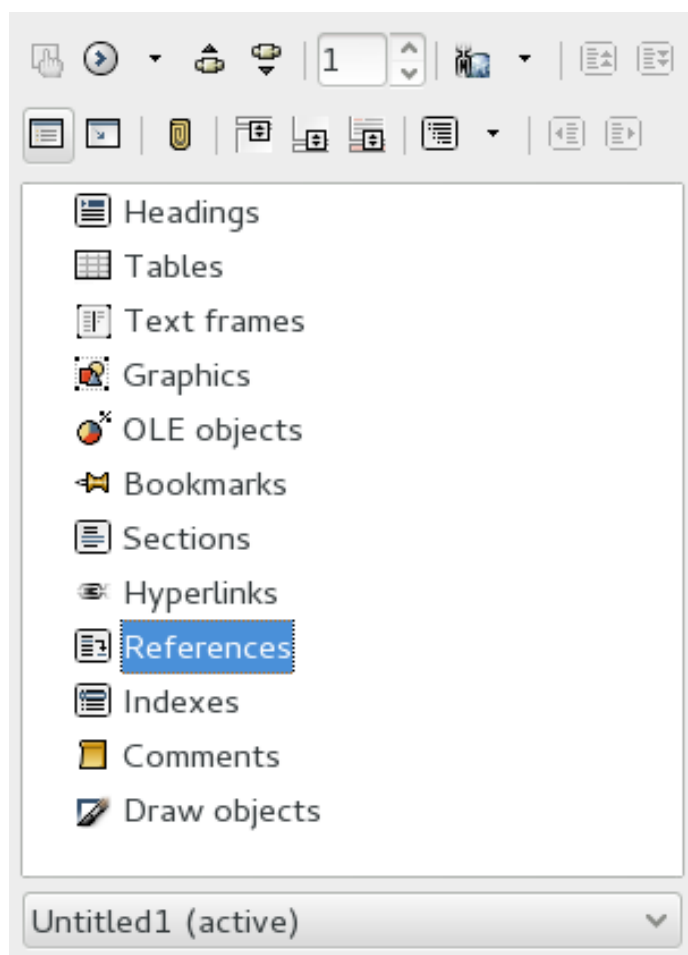 1
Headings
Tables
Text frames
Graphics
OLE objects
Bookmarks
Sections
Hyperlinks
References
Indexes
Comments
Draw objects
Untitled1 (active)